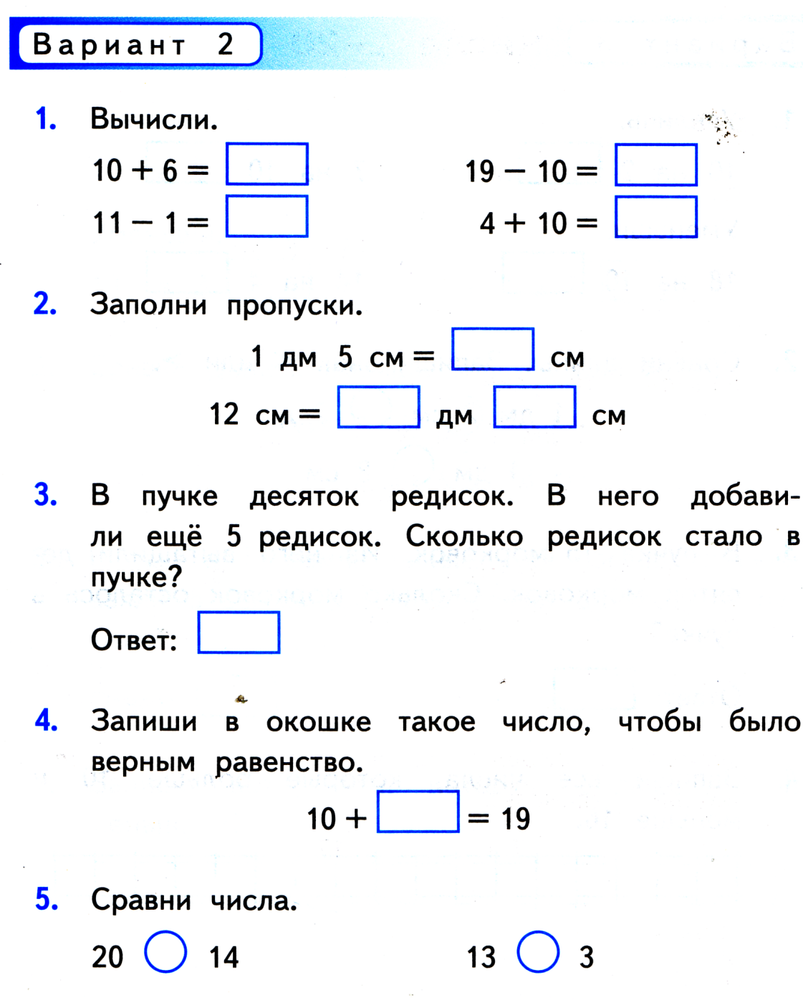 Вариант 2
1. Вычисли.
10 + 6 =
19 − 10 =
11 − 1 =
4 + 10 =
2. Заполни пропуски.
1 дм 5 см = см
12 см = дм см
3. В пучке десяток редисок. В него добави-
ли ещё 5 редисок. Сколько редисок стало в
пучке?
Ответ:
4. Запиши в окошке такое число, чтобы было
верным равенство.
10 + = 19
5. Сравни числа.
20 14
13 3